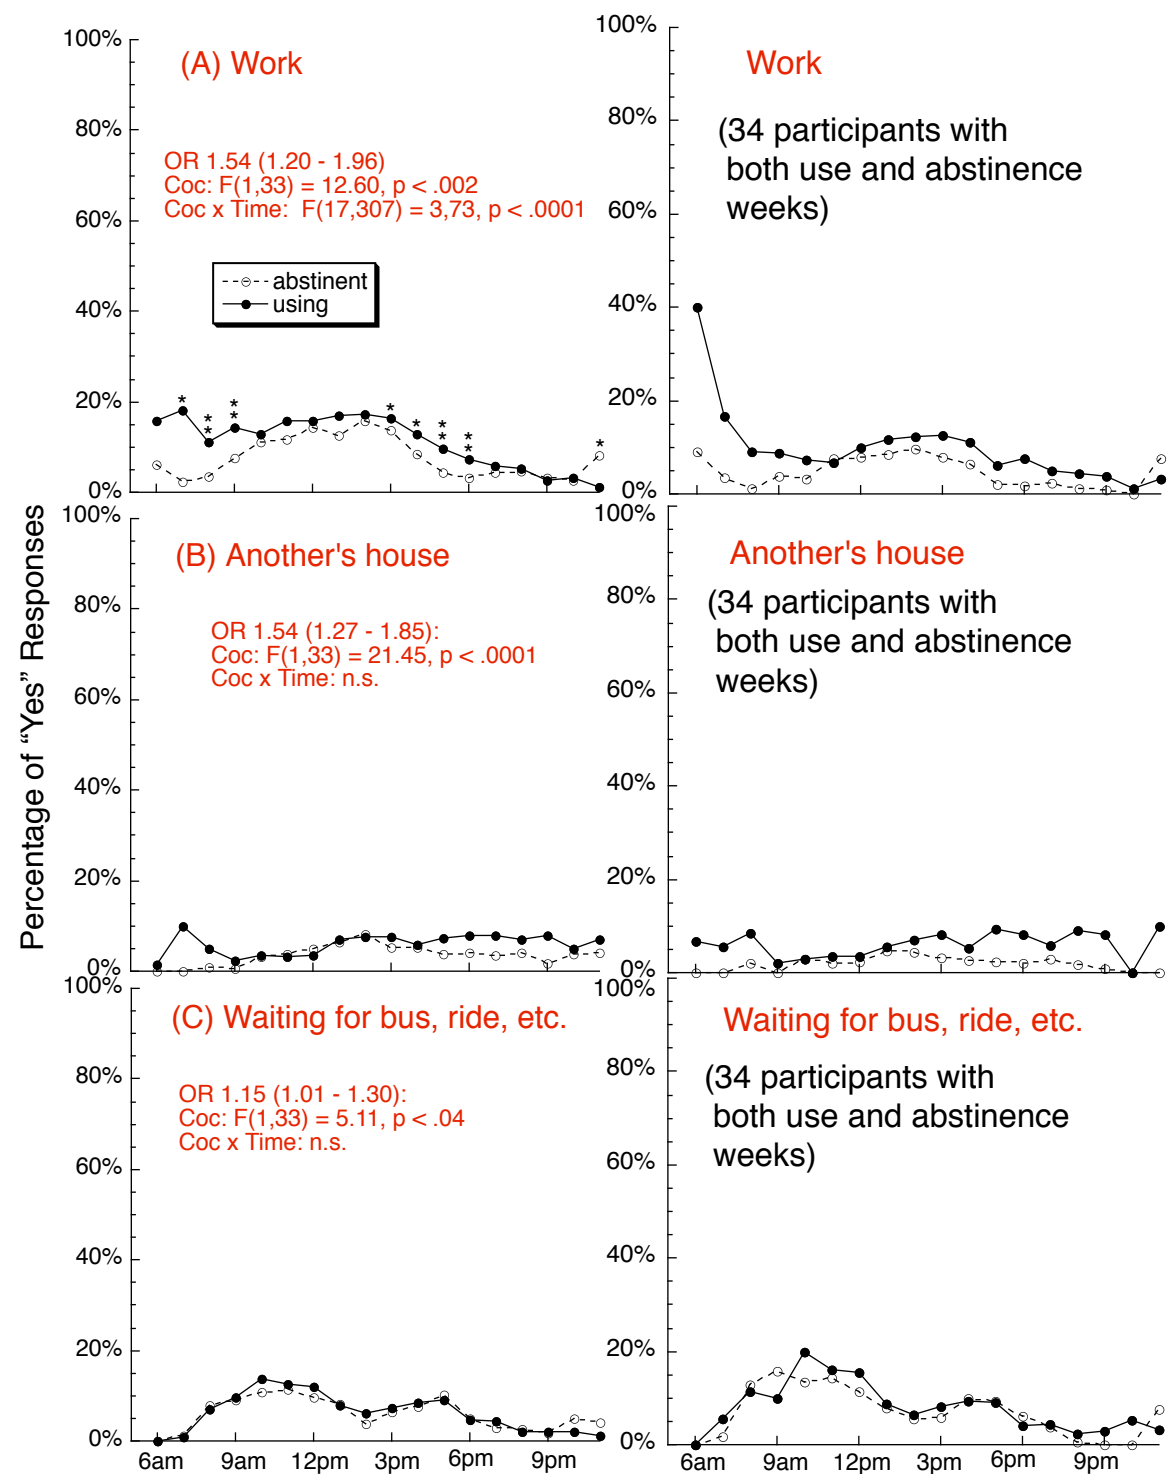 Percentage of “Yes” Responses
100%
80%
60%
40%
20%
0%
(A) Work
OR 1.54 (1.20 - 1.96)
Coc: F(1,33) = 12.60, p < .002
Coc x Time:  F(17,307) = 3,73, p < .0001
abstinent
using
*
*
*
*
*
*
*
*
*
*
*
*
100%
80%
60%
40%
20%
0%
Work
(34 participants with
both use and abstinence
weeks)
100%
80%
60%
40%
20%
0%
(B) Another's house
OR 1.54 (1.27 - 1.85):
Coc: F(1,33) = 21.45, p < .0001
Coc x Time: n.s.
100%
80%
60%
40%
20%
0%
Another's house
(34 participants with
both use and abstinence
weeks)
100%
80%
60%
40%
20%
0%
(C) Waiting for bus, ride, etc.
OR 1.15 (1.01 - 1.30):
Coc: F(1,33) = 5.11, p < .04
Coc x Time: n.s.
6am 9am 12pm 3pm 6pm 9pm
100%
80%
60%
40%
20%
0%
Waiting for bus, ride, etc.
(34 participants with
both use and abstinence
weeks)
6am 9am 12pm 3pm 6pm 9pm